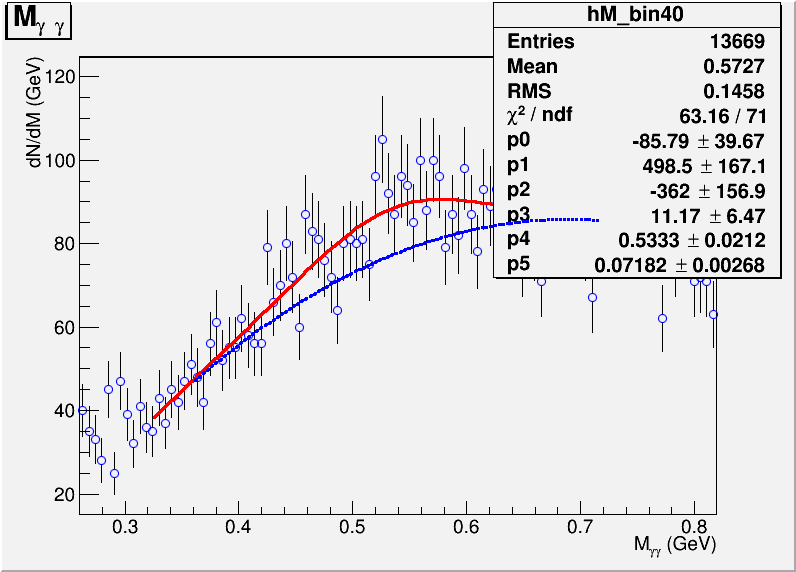 M γ γ
hM_bin40
Entries 13669
Mean 0.5727
RMS 0.1458
χ² / ndf 63.16 / 71
p0 -85.79 ± 39.67
p1 498.5 ± 167.1
p2 -362 ± 156.9
p3 11.17 ± 6.47
p4 0.5333 ± 0.0212
p5 0.07182 ± 0.00268
dN/dM (GeV)
120
100
80
60
40
20
0.3 0.4 0.5 0.6 0.7 0.8
Mγγ (GeV)